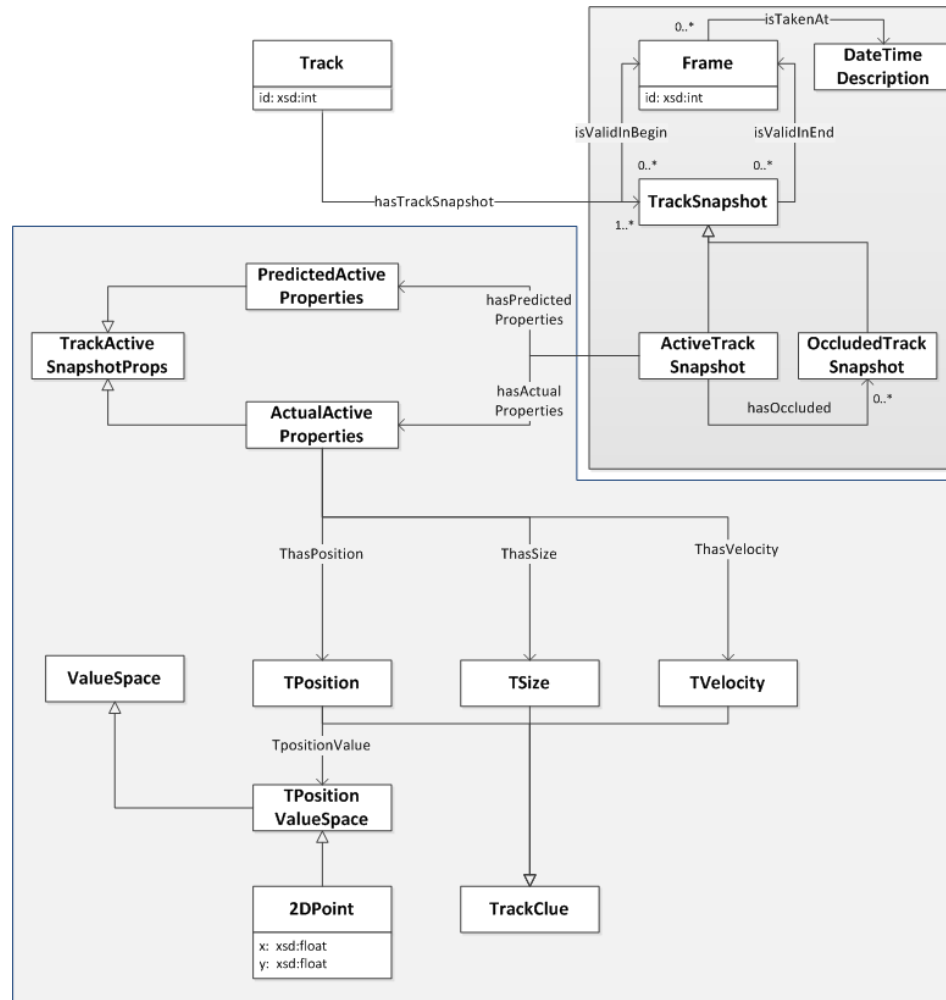 isTakenAt
0..*
Track
id: xsd:int
Frame
id: xsd:int
DateTime
Description
isValidInBegin
isValidInEnd
0..*
0..*
hasTrackSnapshot
TrackSnapshot
1..*
PredictedActive
Properties
hasPredicted
Properties
TrackActive
SnapshotProps
ActiveTrack
Snapshot
OccludedTrack
Snapshot
hasActual
Properties
hasOccluded
0..*
ActualActive
Properties
ThasPosition
ThasSize
ThasVelocity
ValueSpace
TPosition
TSize
TVelocity
TpositionValue
TPosition
ValueSpace
2DPoint
x: xsd:float
y: xsd:float
TrackClue